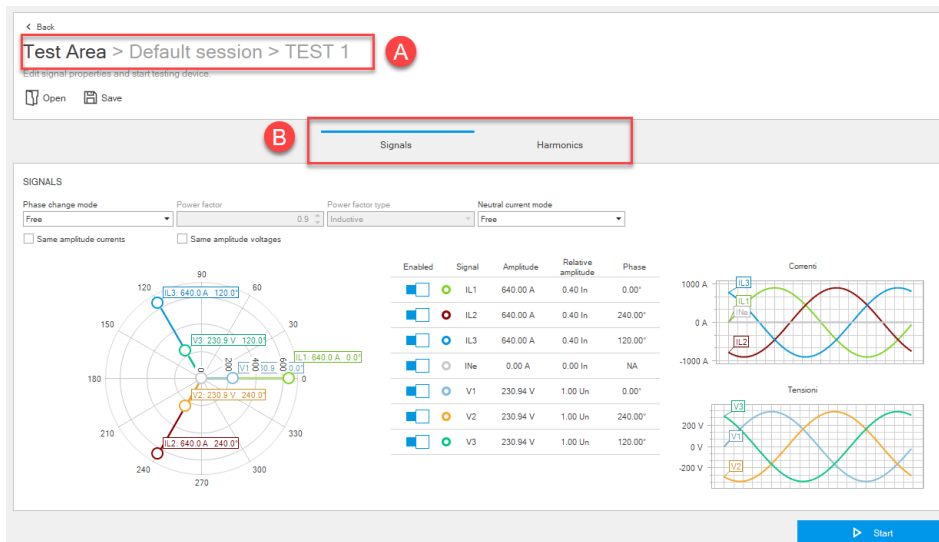 Back
Test Area > Default session > TEST 1
A
Edit signal properties and start testing device.
Open Save
B
Signals Harmonics
SIGNALS
Phase change mode Power factor Power factor type Neutral current mode
Free 0.9 Inductive Free
Same amplitude currents Same amplitude voltages
90
120 60
IL3: 640.0 A 120.0°
150 30
V3: 230.9 V 120.0°
IL1: 640.0 A 0.0°
180 0 200 400 600 0
V2: 230.9 V 240.0°
210 330
IL2: 640.0 A 240.0°
240 300
270
Enabled Signal Amplitude Relative amplitude Phase
IL1 640.00 A 0.40 In 0.00°
IL2 640.00 A 0.40 In 240.00°
IL3 640.00 A 0.40 In 120.00°
INe 0.00 A 0.00 In NA
V1 230.94 V 1.00 Un 0.00°
V2 230.94 V 1.00 Un 240.00°
V3 230.94 V 1.00 Un 120.00°
Correnti
1000 A
IL3
IL1
INe
0 A
IL2
-1000 A
Tensioni
V3
200 V
V1
0 V
V2
-200 V
Start